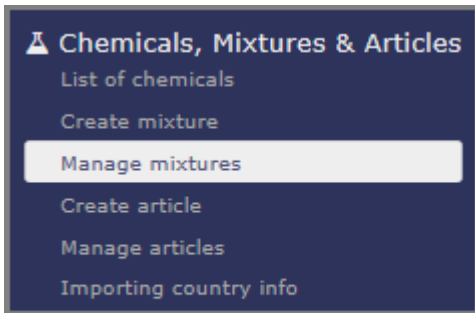 Chemicals, Mixtures & Articles
List of chemicals
Create mixture
Manage mixtures
Create article
Manage articles
Importing country info